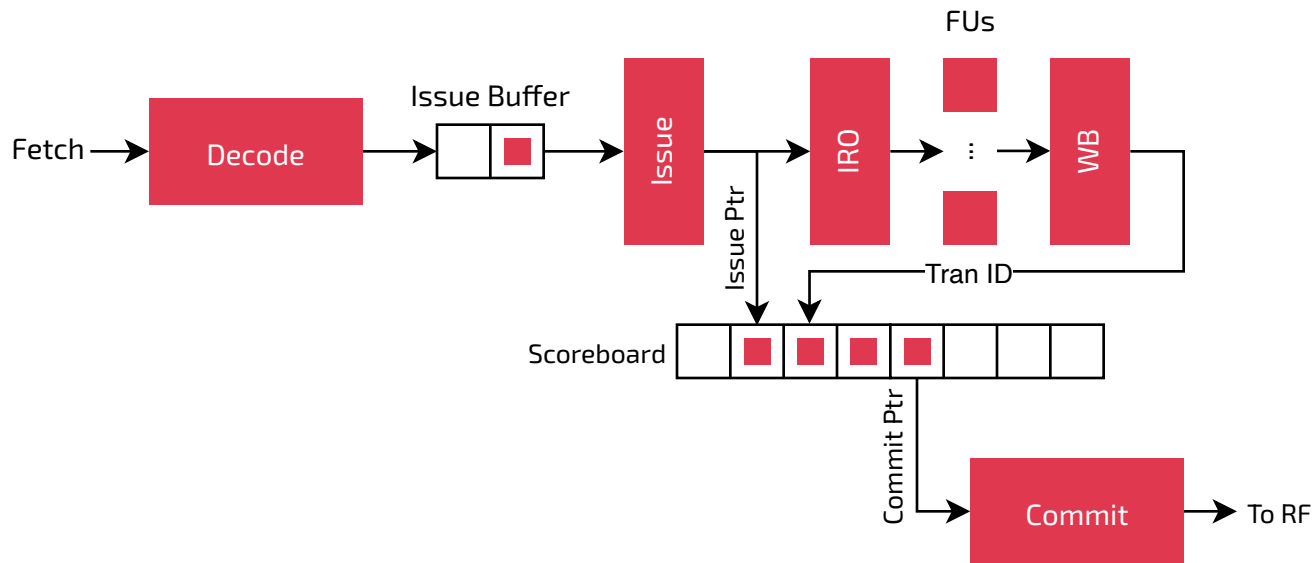 FUs
Issue Buffer
Fetch
Decode
Issue
IRO
...
WB
Issue Ptr
Tran ID
Scoreboard
Commit Ptr
Commit
To RF